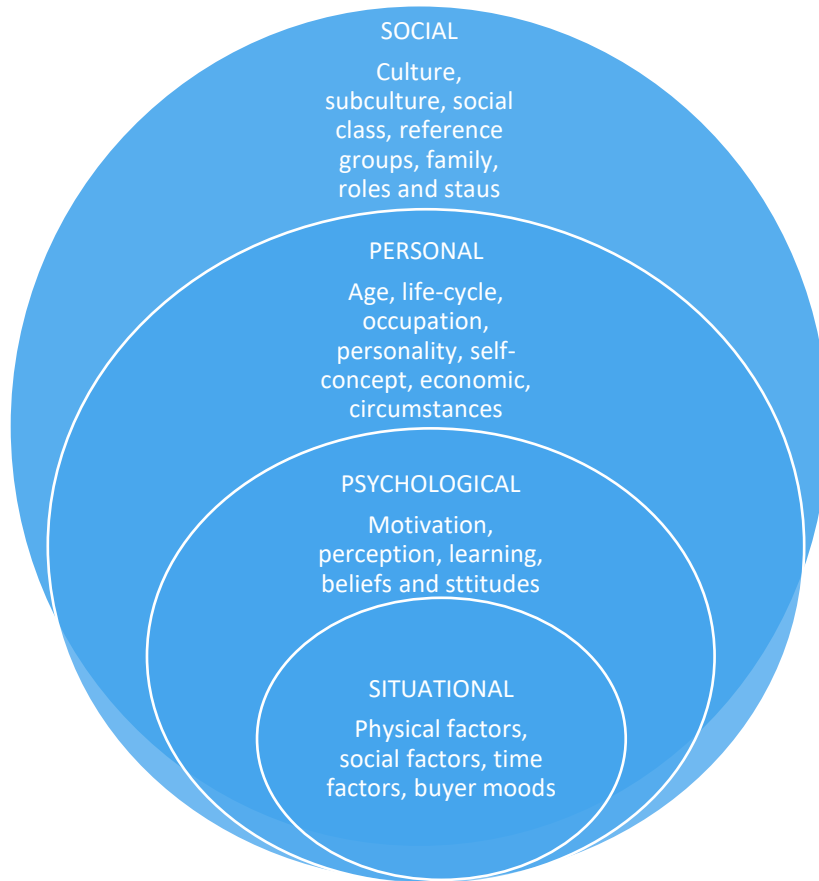 SOCIAL
Culture,
subculture, social
class, reference
groups, family,
roles and staus
PERSONAL
Age, life-cycle,
occupation,
personality, self-
concept, economic,
circumstances
PSYCHOLOGICAL
Motivation,
perception, learning,
beliefs and sttitudes
SITUATIONAL
Physical factors,
social factors, time
factors, buyer moods